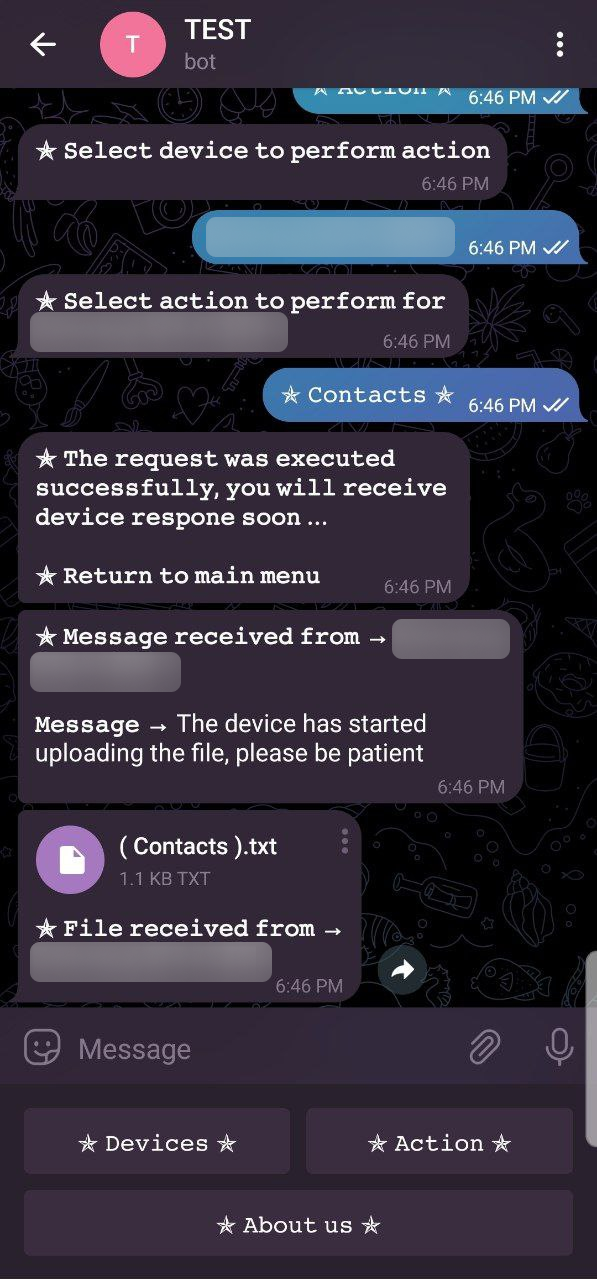 T
TEST
bot
✯ Action ✯
6:46 PM
✯ Select device to perform action
6:46 PM
6:46 PM
✯ Select action to perform for
6:46 PM
✯ Contacts ✯
6:46 PM
✯ The request was executed
successfully, you will receive
device respone soon ...
✯ Return to main menu
6:46 PM
✯ Message received from →
Message → The device has started
uploading the file, please be patient
6:46 PM
( Contacts ).txt
1.1 KB TXT
✯ File received from →
6:46 PM
Message
✯ Devices ✯
✯ Action ✯
✯ About us ✯